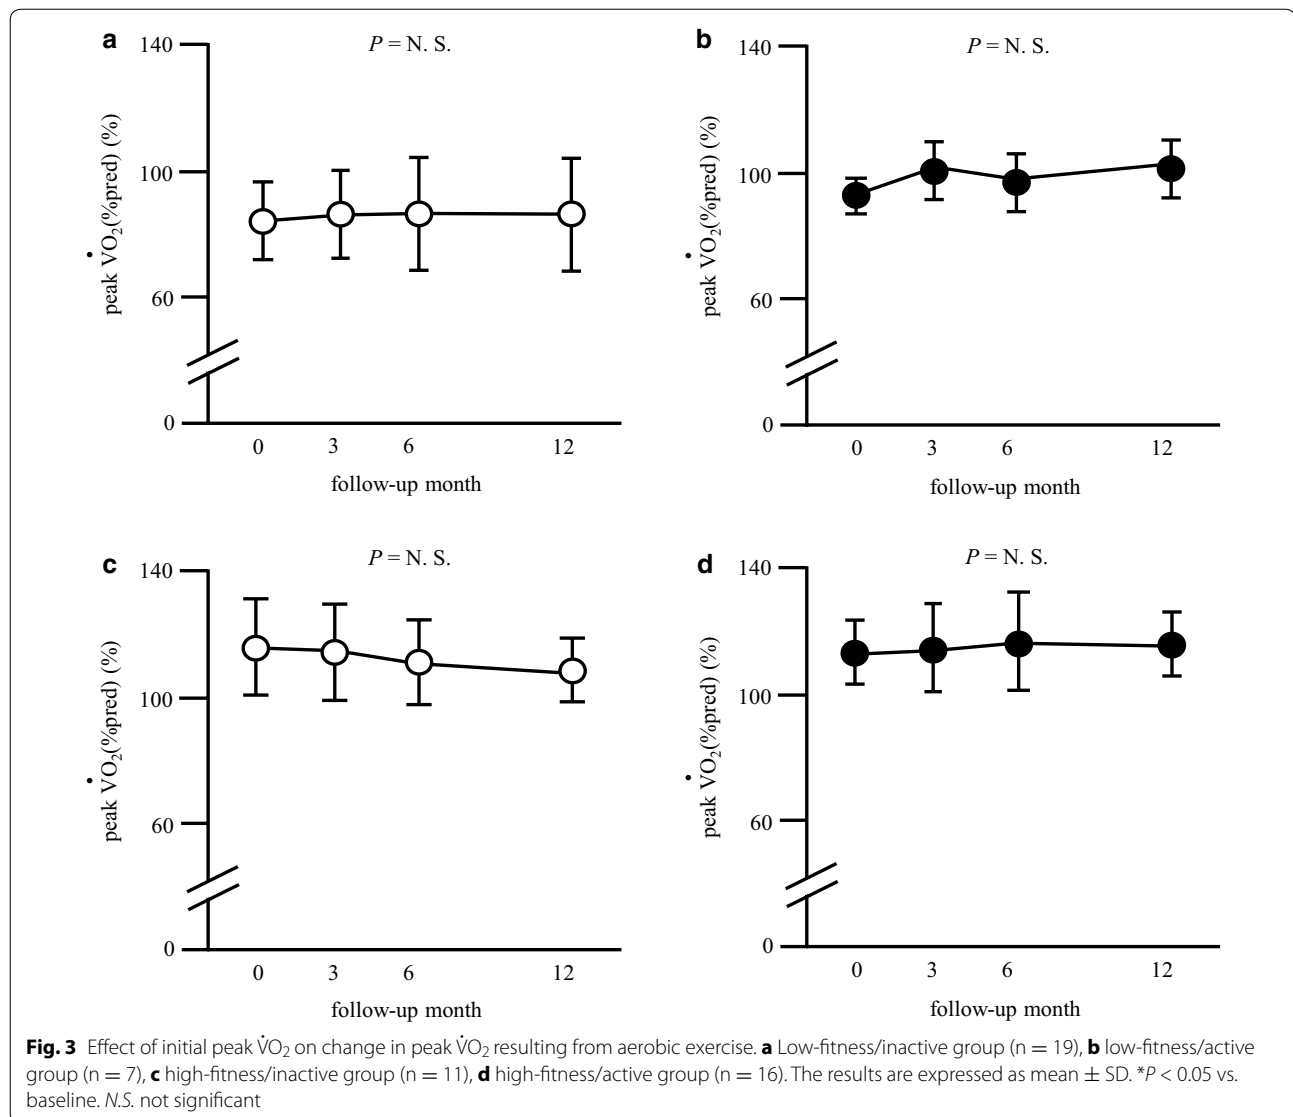 a
P = N. S.
140
100
60
0
peak V̇O₂(%pred) (%)
0 3 6 12
follow-up month
b
P = N. S.
140
100
60
0
peak V̇O₂(%pred) (%)
0 3 6 12
follow-up month
c
P = N. S.
140
100
60
0
peak V̇O₂(%pred) (%)
0 3 6 12
follow-up month
d
P = N. S.
140
100
60
0
peak V̇O₂(%pred) (%)
0 3 6 12
follow-up month
Fig. 3 Effect of initial peak V̇O₂ on change in peak V̇O₂ resulting from aerobic exercise. a Low-fitness/inactive group (n = 19), b low-fitness/active
group (n = 7), c high-fitness/inactive group (n = 11), d high-fitness/active group (n = 16). The results are expressed as mean ± SD. *P < 0.05 vs.
baseline. N.S. not significant